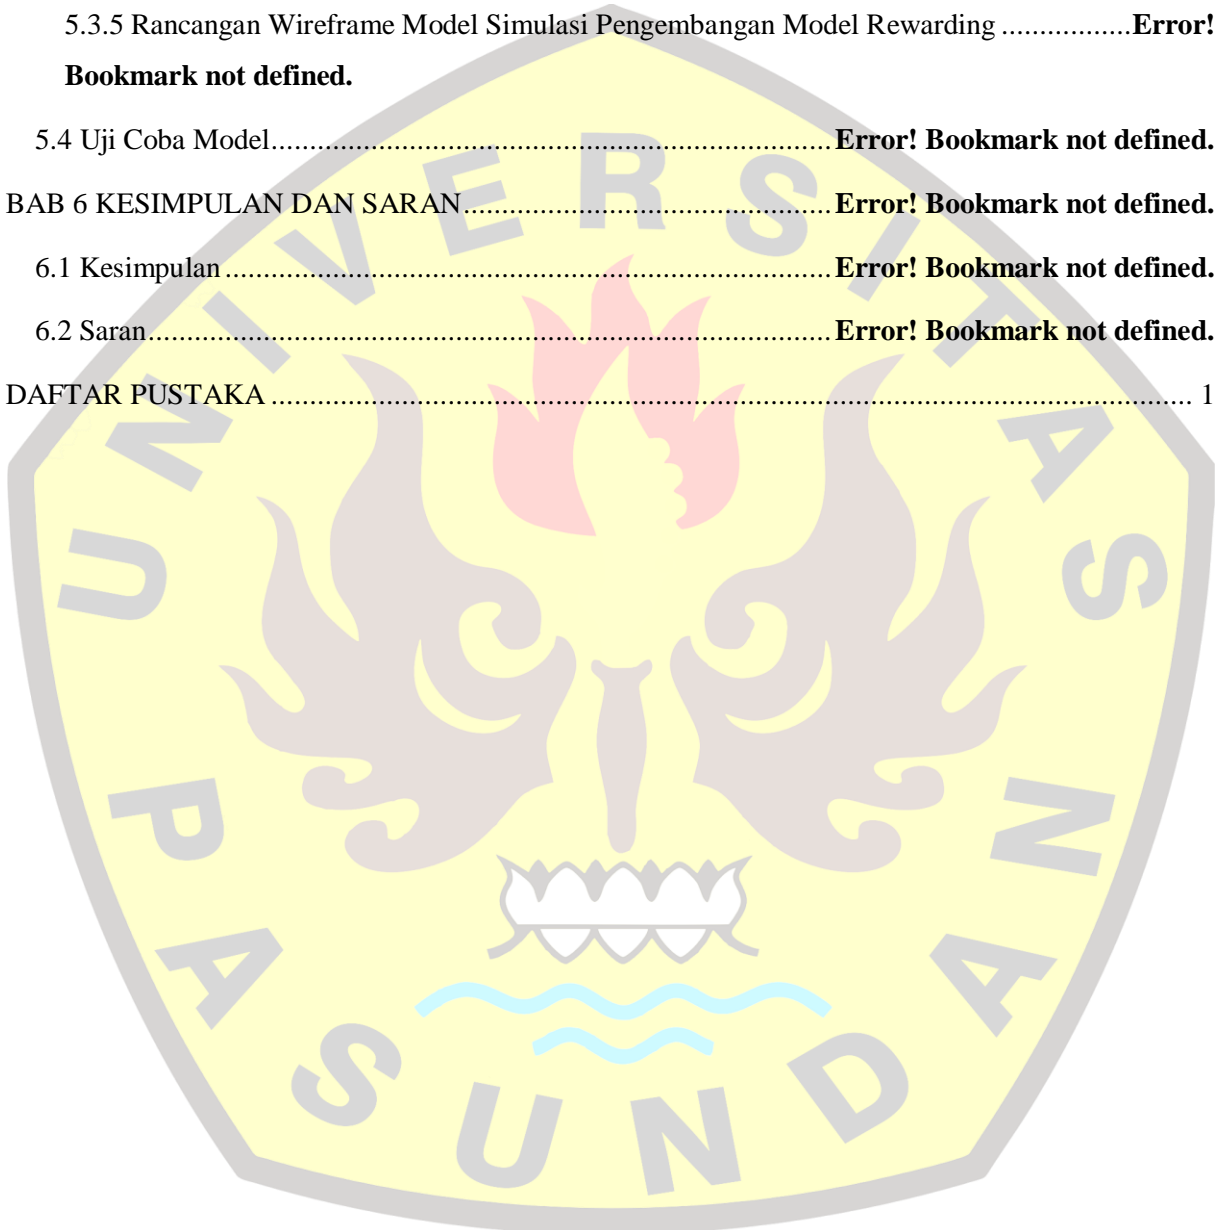 5.3.5 Rancangan Wireframe Model Simulasi Pengembangan Model Rewarding .................Error!
Bookmark not defined.
5.4 Uji Coba Model.........................................................................Error! Bookmark not defined.
BAB 6 KESIMPULAN DAN SARAN................................................Error! Bookmark not defined.
6.1 Kesimpulan...............................................................................Error! Bookmark not defined.
6.2 Saran.........................................................................................Error! Bookmark not defined.
DAFTAR PUSTAKA ........................................................................................................................ 1
UNIVERSITAS
PASUNDAN